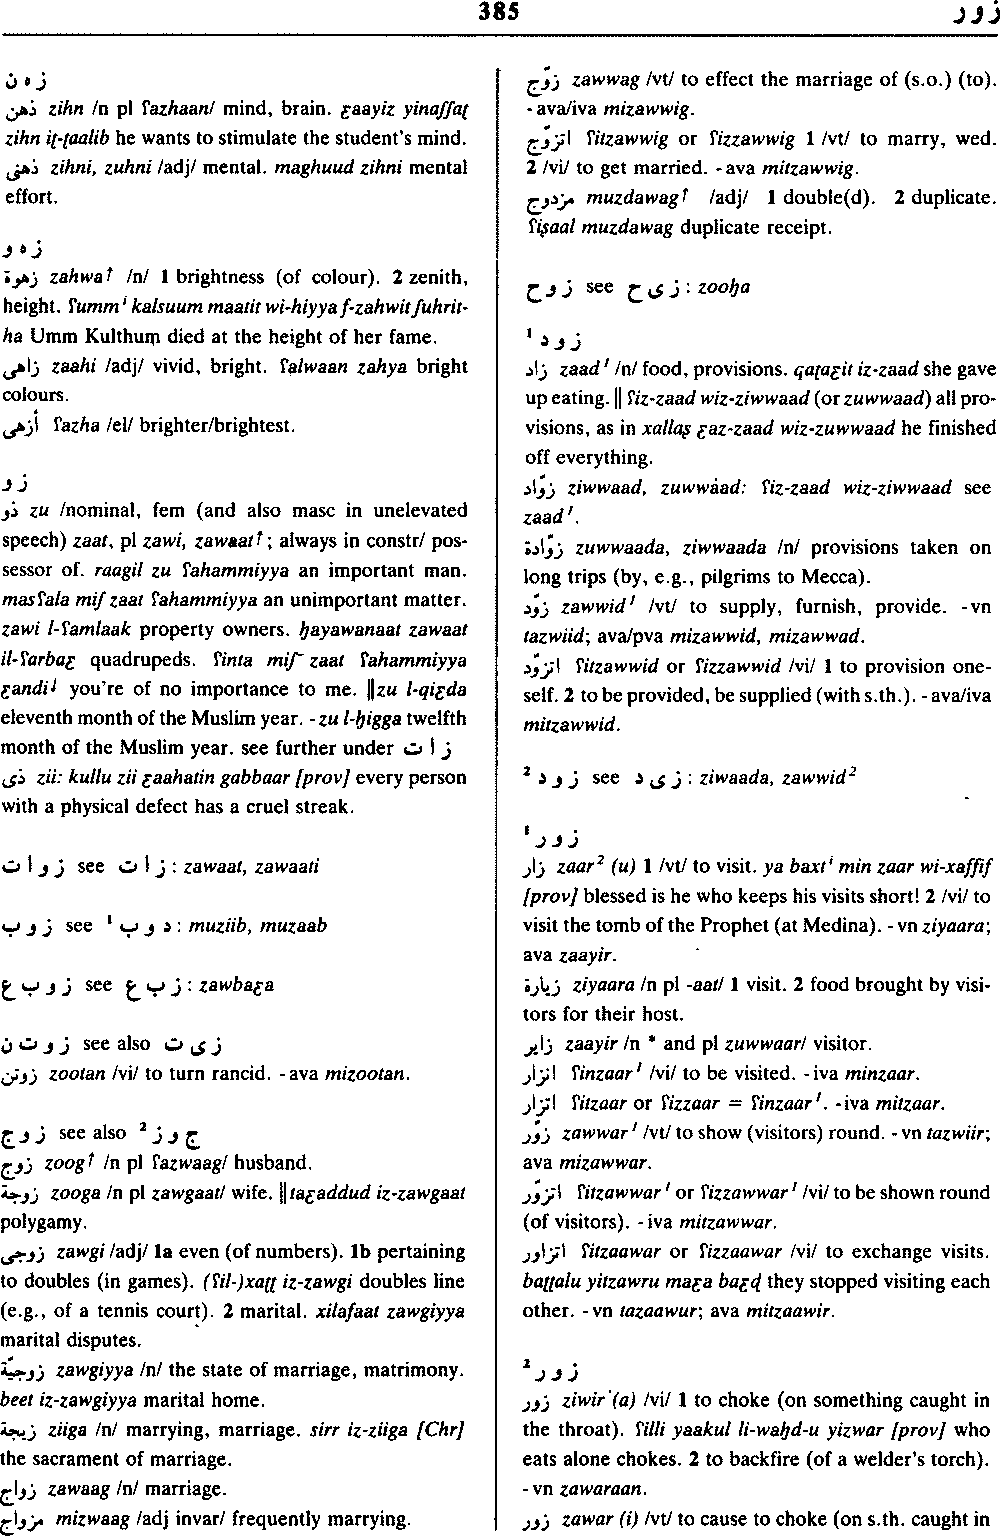 385
زور
ز ه ن
ذهن zihn /n pl ʕazhaan/ mind, brain. ɛaayiz yinaʃʃaṭ
zihn iṭ-ṭaalib he wants to stimulate the student's mind.
ذهنى zihni, zuhni /adj/ mental. maghuud zihni mental
effort.
ز ه و
زهوة zahwa↑ /n/ 1 brightness (of colour). 2 zenith,
height. ʕummⁱ kalsuum maatit wi-hiyya f-zahwit ʃuhrit-
ha Umm Kulthum died at the height of her fame.
زاهى zaahi /adj/ vivid, bright. ʕalwaan zahya bright
colours.
أزهى ʕazha /el/ brighter/brightest.
ز و
ذو zu /nominal, fem (and also masc in unelevated
speech) zaat, pl zawi, zawaat↑; always in constr/ pos-
sessor of. raagil zu ʕahammiyya an important man.
masʕala miʃ zaat ʕahammiyya an unimportant matter.
zawi l-ʕamlaak property owners. ḥayawanaat zawaat
il-ʕarbaɛ quadrupeds. ʕinta miʃ zaat ʕahammiyya
ɛandi↓ you're of no importance to me. ‖zu l-qiɛda
eleventh month of the Muslim year. -zu l-ḥigga twelfth
month of the Muslim year. see further under ز ا ت
ذى zii: kullu zii ɛaahatin gabbaar [prov] every person
with a physical defect has a cruel streak.
ز و ا ت see ز ا ت : zawaat, zawaati
ز و ب see ¹ د و ب : muziib, muzaab
ز و ب ع see ز ب ع : zawbaɛa
ز و ت ن see also ز ى ت
زوتن zootan /vi/ to turn rancid. -ava mizootan.
ز و ج see also ² ج و ز
زوج zoog↑ /n pl ʕazwaag/ husband.
زوجة zooga /n pl zawgaat/ wife. ‖taɛaddud iz-zawgaat
polygamy.
زوجى zawgi /adj/ 1a even (of numbers). 1b pertaining
to doubles (in games). (ʕil-)xaṭṭ iz-zawgi doubles line
(e.g., of a tennis court). 2 marital. xilafaat zawgiyya
marital disputes.
زوجيّة zawgiyya /n/ the state of marriage, matrimony.
beet iz-zawgiyya marital home.
زيجة ziiga /n/ marrying, marriage. sirr iz-ziiga [Chr]
the sacrament of marriage.
زواج zawaag /n/ marriage.
مزواج mizwaag /adj invar/ frequently marrying.
زوّج zawwag /vt/ to effect the marriage of (s.o.) (to).
-ava/iva mizawwig.
اتزوّج ʕitzawwig or ʕizzawwig 1 /vt/ to marry, wed.
2 /vi/ to get married. -ava mitzawwig.
مزدوج muzdawag↑ /adj/ 1 double(d). 2 duplicate.
ʕiṣaal muzdawag duplicate receipt.
ز و ح see ز ى ح : zooḥa
ز و د ¹
زاد zaad¹ /n/ food, provisions. qaṭaɛit iz-zaad she gave
up eating. ‖ ʕiz-zaad wiz-ziwwaad (or zuwwaad) all pro-
visions, as in xallaṣ ɛaz-zaad wiz-zuwwaad he finished
off everything.
زوّاد ziwwaad, zuwwaad: ʕiz-zaad wiz-ziwwaad see
zaad¹.
زوّادة zuwwaada, ziwwaada /n/ provisions taken on
long trips (by, e.g., pilgrims to Mecca).
زوّد zawwid¹ /vt/ to supply, furnish, provide. -vn
tazwiid; ava/pva mizawwid, mizawwad.
اتزوّد ʕitzawwid or ʕizzawwid /vi/ 1 to provision one-
self. 2 to be provided, be supplied (with s.th.). -ava/iva
mitzawwid.
ز و د ² see ز ى د : ziwaada, zawwid²
ز و ر ¹
زار zaar² (u) 1 /vt/ to visit. ya baxtⁱ min zaar wi-xaffif
[prov] blessed is he who keeps his visits short! 2 /vi/ to
visit the tomb of the Prophet (at Medina). -vn ziyaara;
ava zaayir.
زيارة ziyaara /n pl -aat/ 1 visit. 2 food brought by visi-
tors for their host.
زاير zaayir /n * and pl zuwwaar/ visitor.
انزار ʕinzaar¹ /vi/ to be visited. -iva minzaar.
اتزار ʕitzaar or ʕizzaar = ʕinzaar¹. -iva mitzaar.
زوّر zawwar¹ /vt/ to show (visitors) round. -vn tazwiir;
ava mizawwar.
اتزوّر ʕitzawwar¹ or ʕizzawwar¹ /vi/ to be shown round
(of visitors). -iva mitzawwar.
اتزاور ʕitzaawar or ʕizzaawar /vi/ to exchange visits.
baṭṭalu yitzawru maɛa baɛḍ they stopped visiting each
other. -vn tazaawur; ava mitzaawir.
ز و ر ²
زور ziwir (a) /vi/ 1 to choke (on something caught in
the throat). ʕilli yaakul li-waḥd-u yizwar [prov] who
eats alone chokes. 2 to backfire (of a welder's torch).
-vn zawaraan.
زور zawar (i) /vt/ to cause to choke (on s.th. caught in